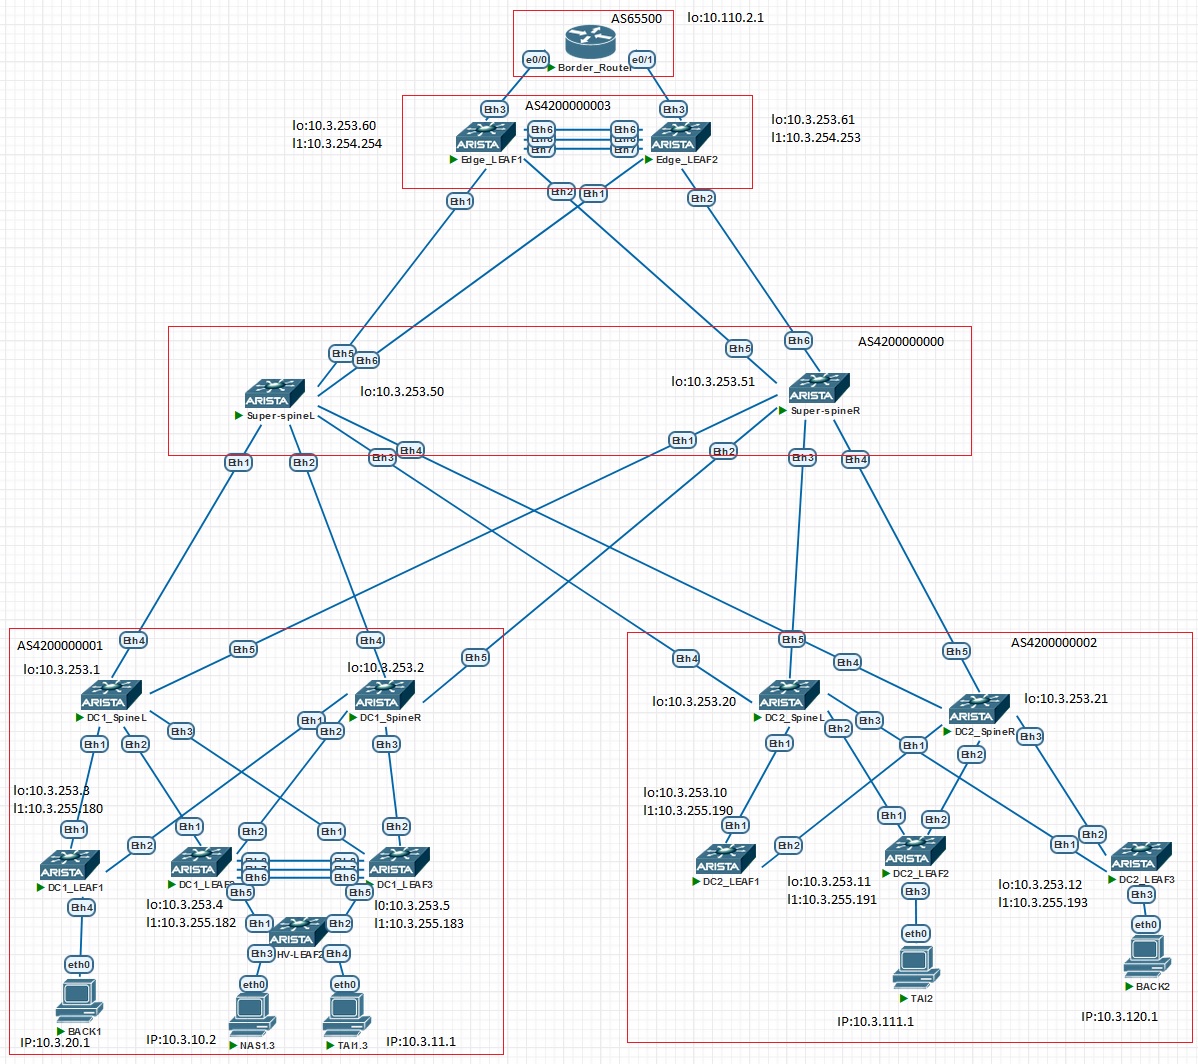 AS65500
lo:10.110.2.1
e0/0
e0/1
Border_Router
Eth3
Eth3
AS4200000003
lo:10.3.253.60
l1:10.3.254.254
lo:10.3.253.61
l1:10.3.254.253
Eth6
Eth6
Eth7
Eth7
ARISTA
ARISTA
Edge_LEAF1
Edge_LEAF2
Eth1
Eth2
Eth1
Eth2
AS4200000000
Eth5
Eth6
Eth5
Eth6
lo:10.3.253.50
lo:10.3.253.51
ARISTA
ARISTA
Super-spineL
Super-spineR
Eth1
Eth2
Eth3
Eth4
Eth1
Eth2
Eth3
Eth4
AS4200000001
AS4200000002
Eth4
Eth5
Eth4
Eth5
Eth4
Eth5
Eth4
Eth5
lo:10.3.253.1
lo:10.3.253.2
lo:10.3.253.20
lo:10.3.253.21
ARISTA
ARISTA
ARISTA
ARISTA
DC1_SpineL
DC1_SpineR
DC2_SpineL
DC2_SpineR
Eth1
Eth2
Eth3
Eth1
Eth2
Eth3
Eth1
Eth2
Eth3
Eth1
Eth2
Eth3
lo:10.3.253.3
l1:10.3.255.180
lo:10.3.253.10
l1:10.3.255.190
Eth1
Eth2
Eth1
Eth2
Eth1
Eth2
Eth1
Eth2
Eth1
Eth2
Eth1
Eth2
ARISTA
ARISTA
ARISTA
ARISTA
ARISTA
ARISTA
DC1_LEAF1
DC1_LEAF3
DC2_LEAF1
DC2_LEAF2
DC2_LEAF3
Eth6
Eth6
Eth5
Eth5
lo:10.3.253.4
l1:10.3.255.182
l0:10.3.253.5
l1:10.3.255.183
lo:10.3.253.11
l1:10.3.255.191
lo:10.3.253.12
l1:10.3.255.193
Eth4
Eth1
Eth2
ARISTA
HV-LEAF2
Eth3
Eth4
Eth3
Eth3
eth0
eth0
eth0
eth0
eth0
BACK1
NAS1.3
TAI1.3
TAI2
BACK2
IP:10.3.20.1
IP:10.3.10.2
IP:10.3.11.1
IP:10.3.111.1
IP:10.3.120.1